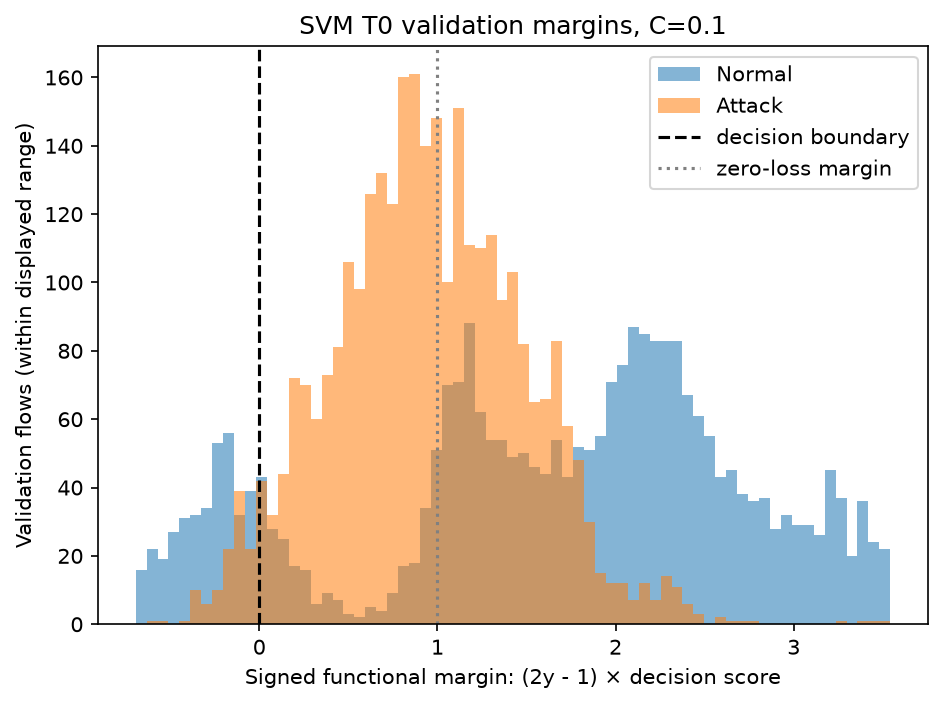 SVM T0 validation margins, C=0.1
Normal
Attack
decision boundary
zero-loss margin
Validation flows (within displayed range)
160
140
120
100
80
60
40
20
0
0 1 2 3
Signed functional margin: (2y - 1) × decision score